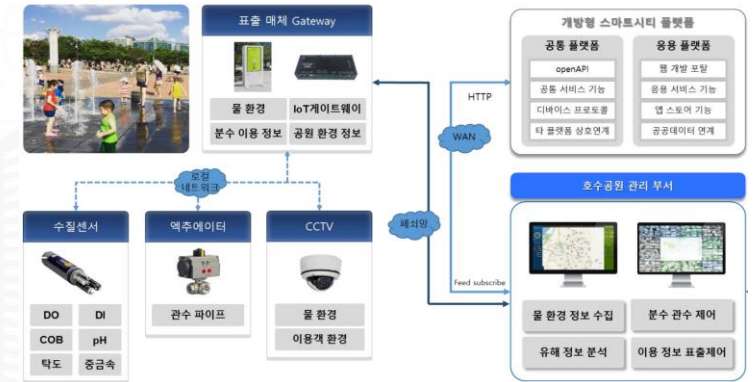 표출 매체 Gateway
물 환경
IoT게이트웨이
분수 이용 정보
공원 환경 정보
로컬
네트워크
수질센서
DO
DI
COB
pH
탁도
중금속
엑추에이터
관수 파이프
CCTV
물 환경
이용객 환경
HTTP
WAN
폐쇄망
Feed subscribe
개방형 스마트시티 플랫폼
공통 플랫폼
openAPI
공통 서비스 기능
디바이스 프로토콜
타 플랫폼 상호연계
응용 플랫폼
웹 개발 포탈
응용 서비스 기능
앱 스토어 기능
공공데이터 연계
호수공원 관리 부서
물 환경 정보 수집
분수 관수 제어
유해 정보 분석
이용 정보 표출제어